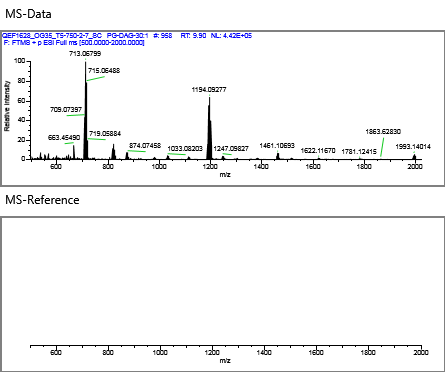 MS-Data
QEF1628_OG35_T5-750-2-7_8C PG-DAG-30:1 #: 958 RT: 9.90 NL: 4.42E+05
F: FTMS + p ESI Full ms [500.0000-2000.0000]
713.06799
100
715.06488
1194.09277
80
Relative Intensity
60
709.07397
40
719.05884
1863.62830
663.45490
874.07458
1461.10693
20
1033.08203
1247.09827
1622.11670
1781.12415
1993.14014
0
600 800 1000 1200 1400 1600 1800 2000
m/z
MS-Reference
600 800 1000 1200 1400 1600 1800 2000
m/z